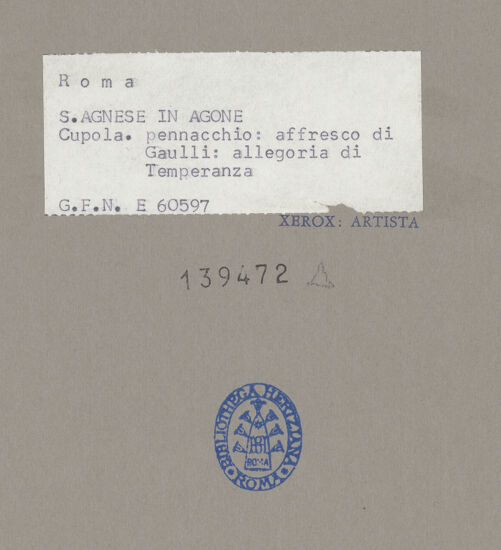 Roma
S.AGNESE IN AGONE
Cupola. pennacchio: affresco di
Gaulli: allegoria di
Temperanza
G.F.N. E 60597
XEROX: ARTISTA
139472
BIBLIOTHECA HERTZIANA
ROMA
ROMA